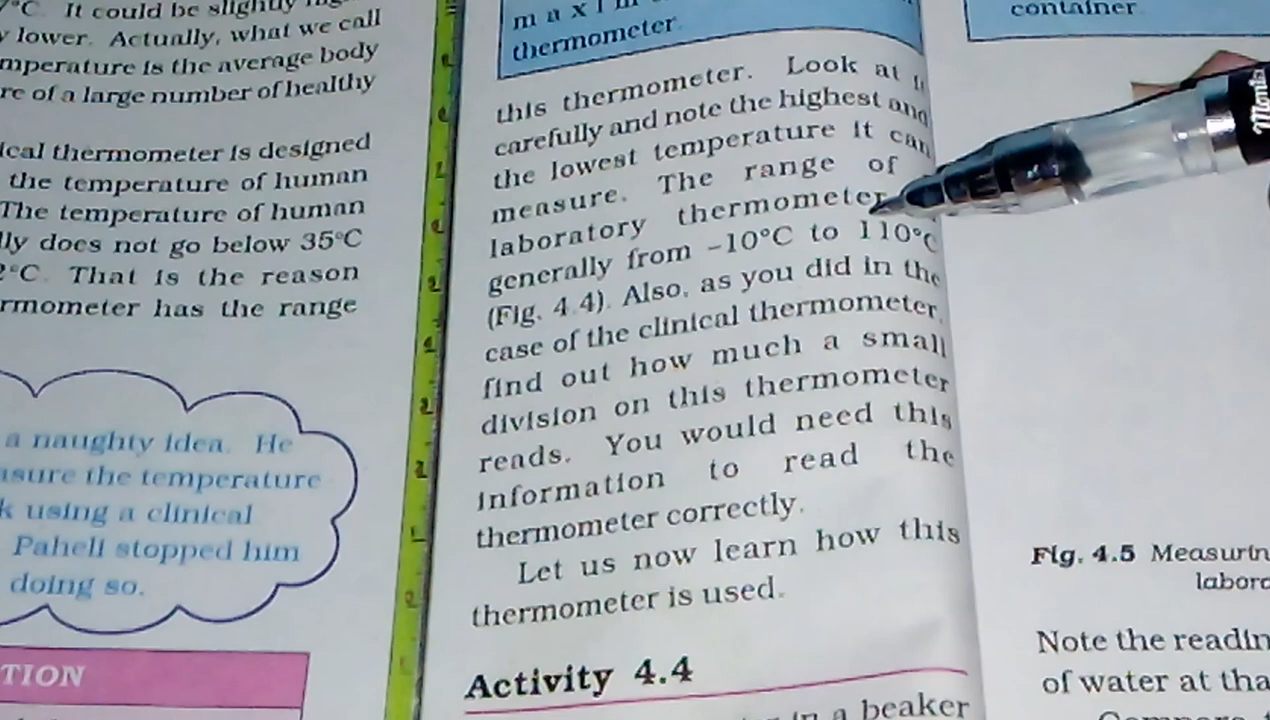 °C. It could be slightly
lower. Actually, what we call
mperature is the average body
re of a large number of healthy
ical thermometer is designed
the temperature of human
The temperature of human
lly does not go below 35°C
2°C. That is the reason
rmometer has the range
a naughty idea. He
asure the temperature
k using a clinical
Paheli stopped him
doing so.
TION
thermometer.
this thermometer. Look at
carefully and note the highest and
the lowest temperature it can
measure. The range of
laboratory thermometer
generally from –10°C to 110°C
(Fig. 4.4). Also, as you did in the
case of the clinical thermometer,
find out how much a small
division on this thermometer
reads. You would need this
information to read the
thermometer correctly.
Let us now learn how this
thermometer is used.
Activity 4.4
in a beaker
container
Fig. 4.5 Measurin
labora
Note the readin
of water at tha